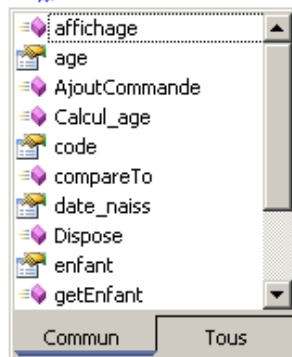 affichage
age
AjoutCommande
Calcul_age
code
compareTo
date_naiss
Dispose
enfant
getEnfant
Commun Tous